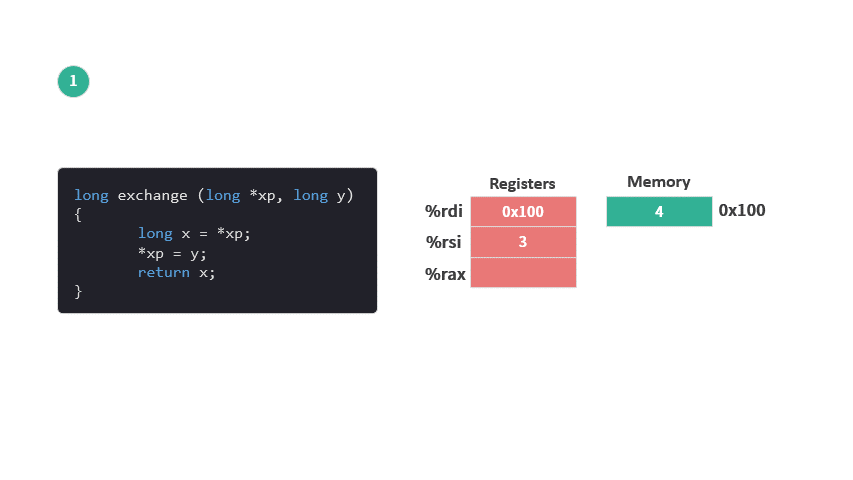 1
long exchange (long *xp, long y)
{
long x = *xp;
*xp = y;
return x;
}
Registers
%rdi 0x100
%rsi 3
%rax
Memory
4 0x100